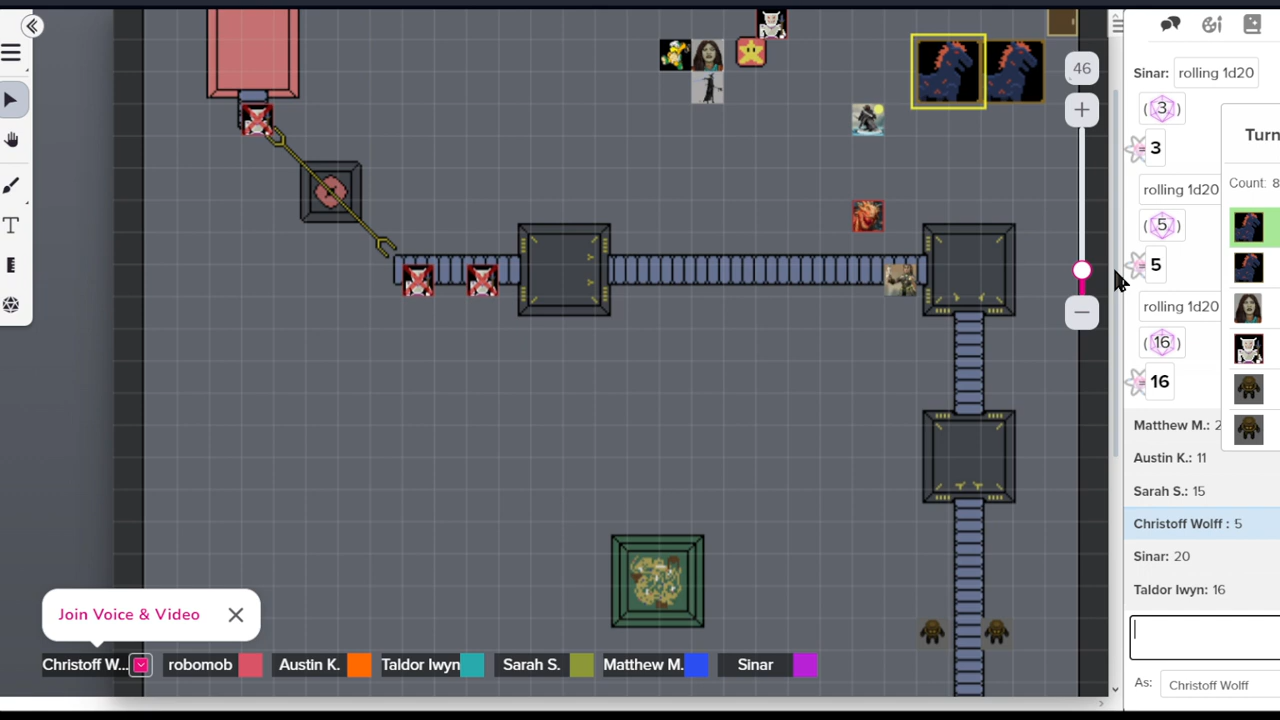 46
Sinar: rolling 1d20
(3)
3
Turn
Count: 8
rolling 1d20
(5)
5
rolling 1d20
(16)
16
Matthew M.: 2
Austin K.: 11
Sarah S.: 15
Christoff Wolff : 5
Sinar: 20
Taldor Iwyn: 16
As: Christoff Wolff
Join Voice & Video
Christoff W... robomob Austin K. Taldor Iwyn Sarah S. Matthew M. Sinar